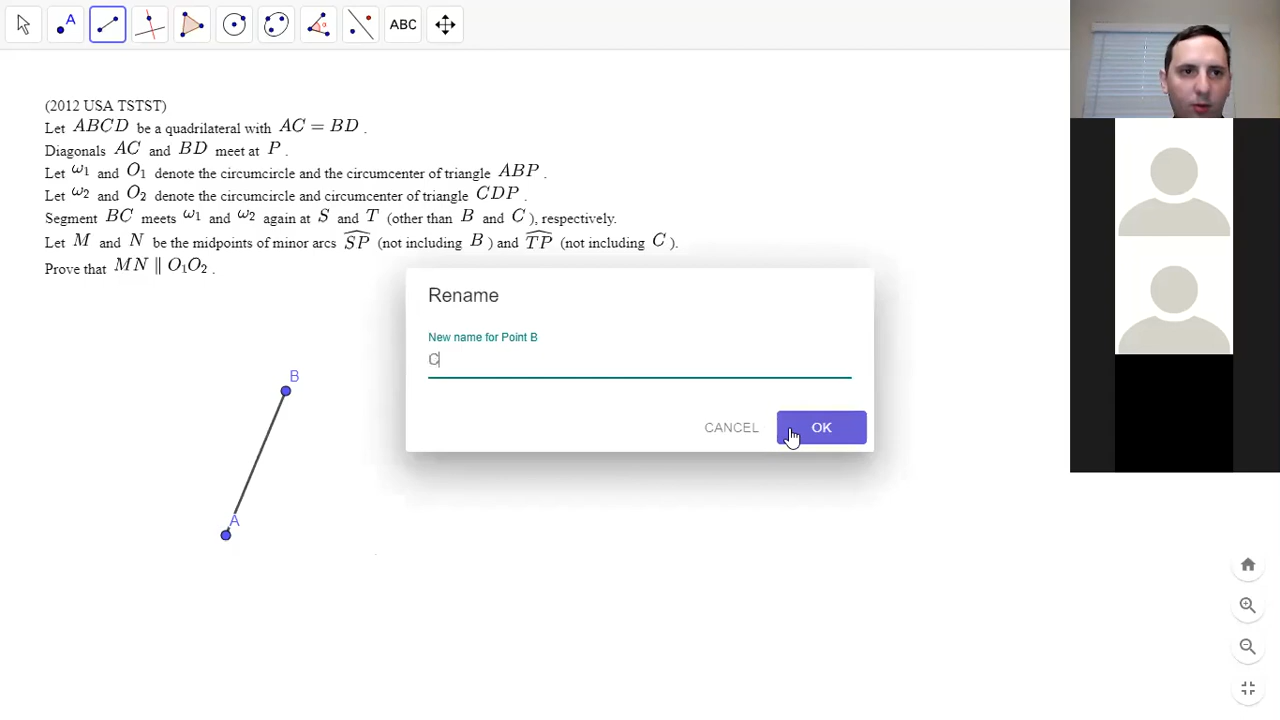 A
ABC
(2012 USA TSTST)
Let ABCD be a quadrilateral with AC = BD .
Diagonals AC and BD meet at P .
Let ω₁ and O₁ denote the circumcircle and the circumcenter of triangle ABP .
Let ω₂ and O₂ denote the circumcircle and circumcenter of triangle CDP .
Segment BC meets ω₁ and ω₂ again at S and T (other than B and C ), respectively.
Let M and N be the midpoints of minor arcs S͡P (not including B ) and T͡P (not including C ).
Prove that MN ∥ O₁O₂ .
Rename
New name for Point B
C
CANCEL
OK
B
A